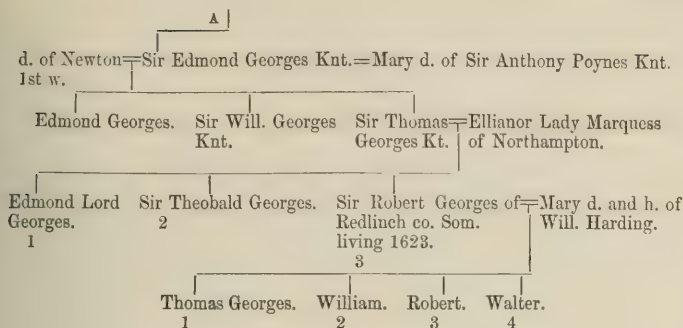 A
d. of Newton=Sir Edmond Georges Knt.=Mary d. of Sir Anthony Poynes Knt.
1st w.
Edmond Georges. Sir Will. Georges Knt. Sir Thomas Georges Kt.=Ellianor Lady Marquess of Northampton.
Edmond Lord Georges. 1
Sir Theobald Georges. 2
Sir Robert Georges of Redlinch co. Som. living 1623. 3
=Mary d. and h. of Will. Harding.
Thomas Georges. William. Robert. Walter.
1 2 3 4